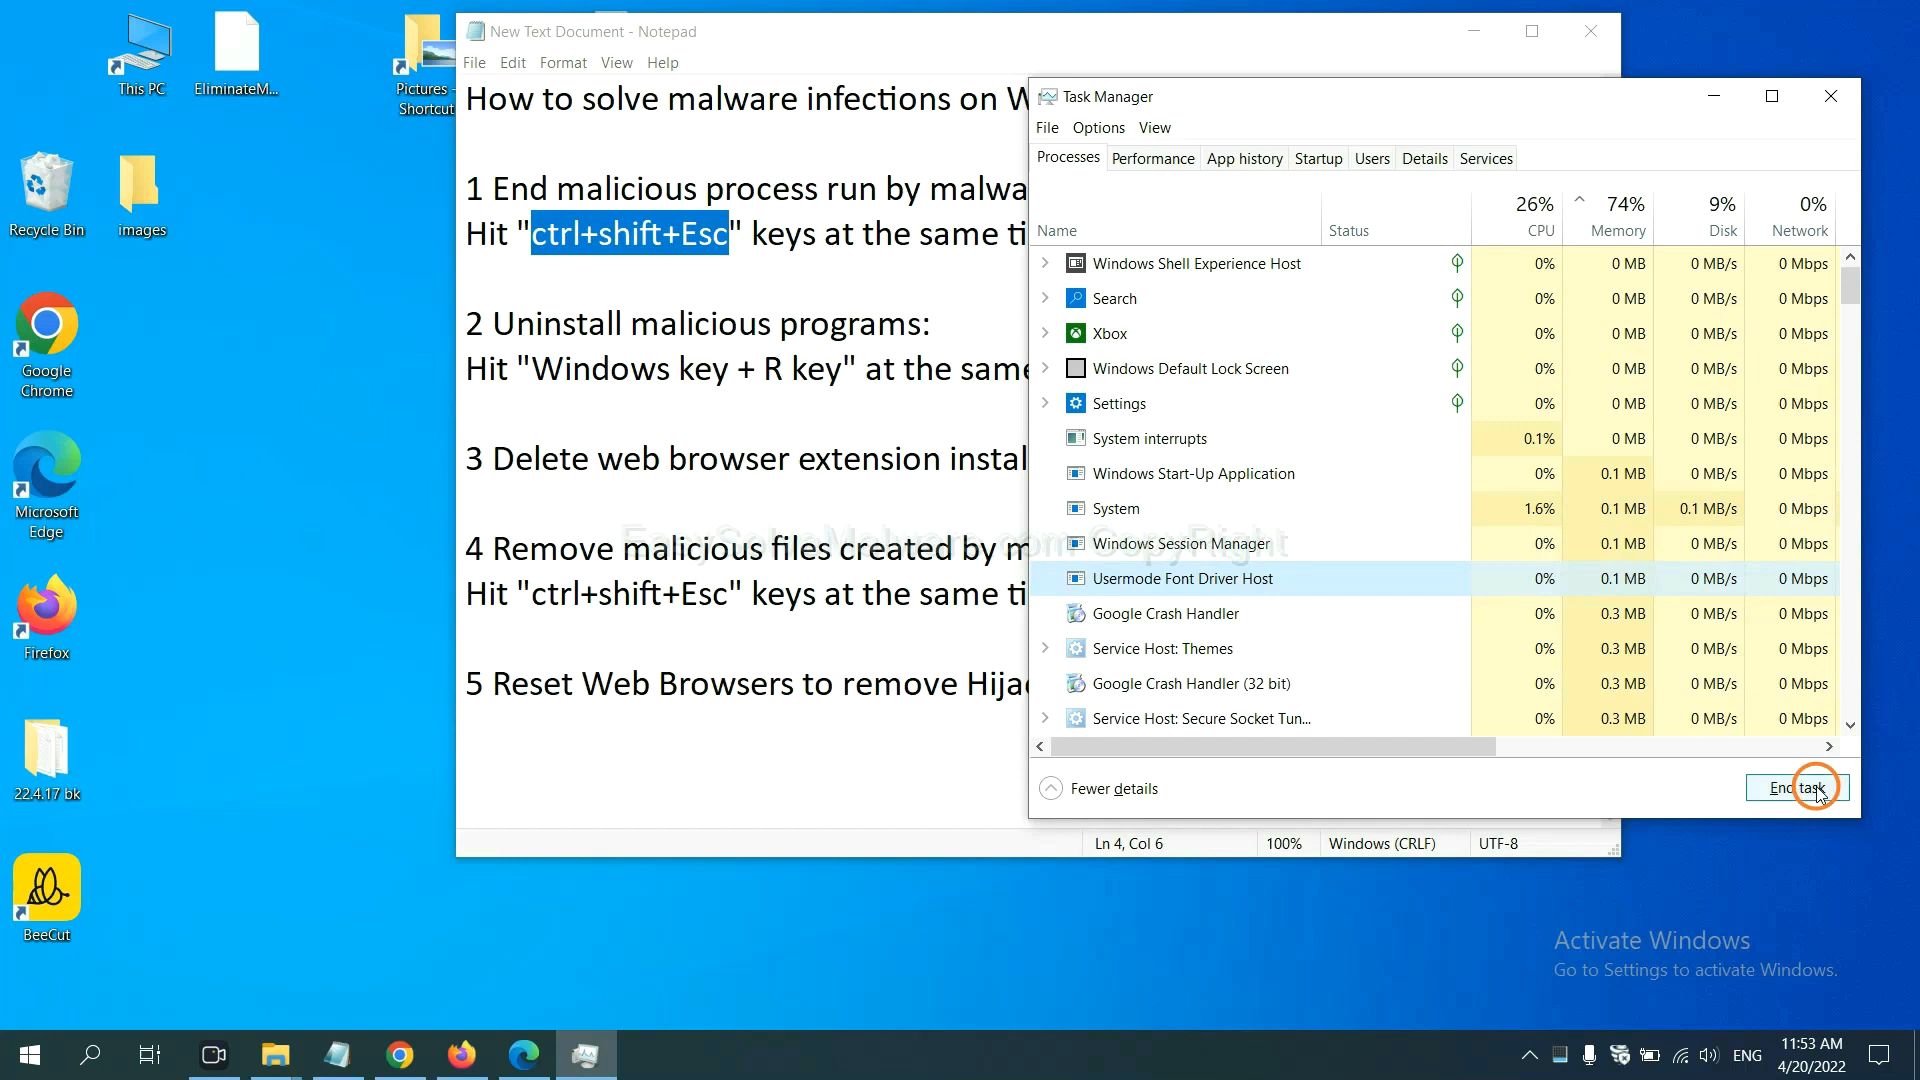 This PC
EliminateM...
Pictures -
Shortcut
Recycle Bin
images
Google
Chrome
Microsoft
Edge
Firefox
22.4.17 bk
BeeCut
New Text Document - Notepad
File Edit Format View Help
How to solve malware infections on W
1 End malicious process run by malwa
Hit "ctrl+shift+Esc" keys at the same ti
2 Uninstall malicious programs:
Hit "Windows key + R key" at the same
3 Delete web browser extension instal
4 Remove malicious files created by m
Hit "ctrl+shift+Esc" keys at the same ti
5 Reset Web Browsers to remove Hijac
EasySolveMalware.com CopyRight
Ln 4, Col 6 100% Windows (CRLF) UTF-8
Task Manager
File Options View
Processes Performance App history Startup Users Details Services
26% 74% 9% 0%
Name Status CPU Memory Disk Network
Windows Shell Experience Host 0% 0 MB 0 MB/s 0 Mbps
Search 0% 0 MB 0 MB/s 0 Mbps
Xbox 0% 0 MB 0 MB/s 0 Mbps
Windows Default Lock Screen 0% 0 MB 0 MB/s 0 Mbps
Settings 0% 0 MB 0 MB/s 0 Mbps
System interrupts 0.1% 0 MB 0 MB/s 0 Mbps
Windows Start-Up Application 0% 0.1 MB 0 MB/s 0 Mbps
System 1.6% 0.1 MB 0.1 MB/s 0 Mbps
Windows Session Manager 0% 0.1 MB 0 MB/s 0 Mbps
Usermode Font Driver Host 0% 0.1 MB 0 MB/s 0 Mbps
Google Crash Handler 0% 0.3 MB 0 MB/s 0 Mbps
Service Host: Themes 0% 0.3 MB 0 MB/s 0 Mbps
Google Crash Handler (32 bit) 0% 0.3 MB 0 MB/s 0 Mbps
Service Host: Secure Socket Tun... 0% 0.3 MB 0 MB/s 0 Mbps
Fewer details
End task
Activate Windows
Go to Settings to activate Windows.
ENG
11:53 AM
4/20/2022